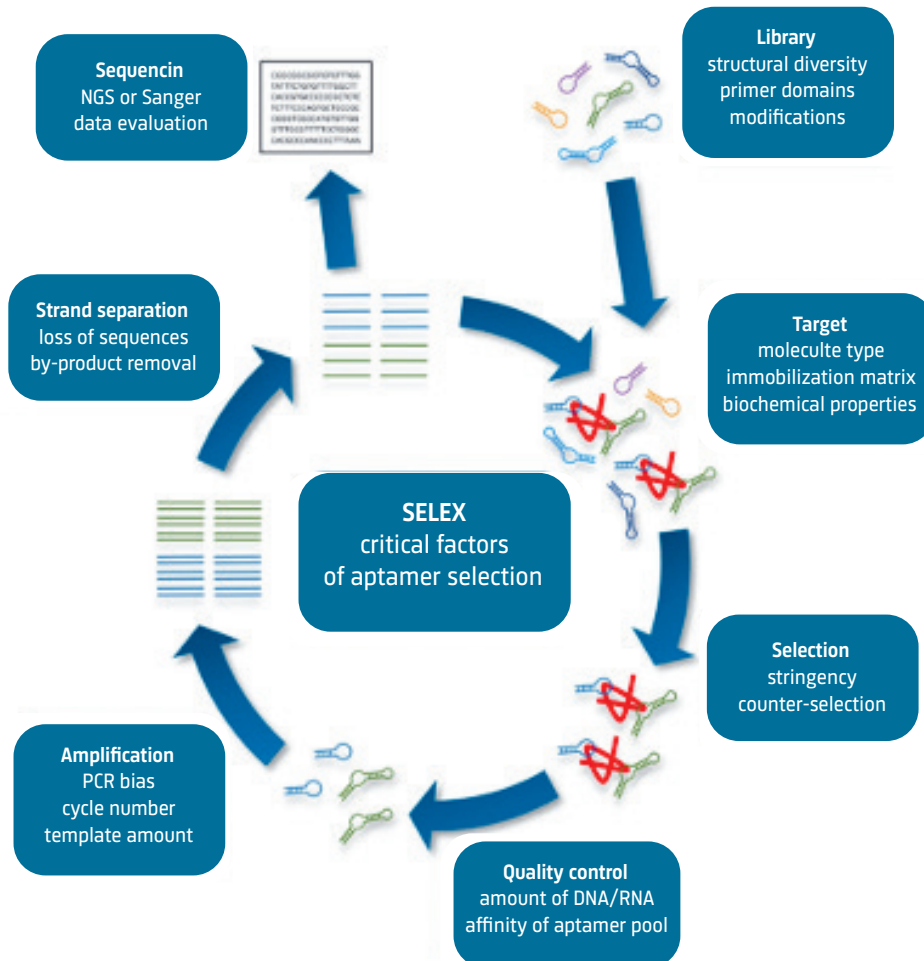 Sequencin
NGS or Sanger
data evaluation
Library
structural diversity
primer domains
modifications
Strand separation
loss of sequences
by-product removal
Target
moleculte type
immobilization matrix
biochemical properties
SELEX
critical factors
of aptamer selection
Selection
stringency
counter-selection
Amplification
PCR bias
cycle number
template amount
Quality control
amount of DNA/RNA
affinity of aptamer pool